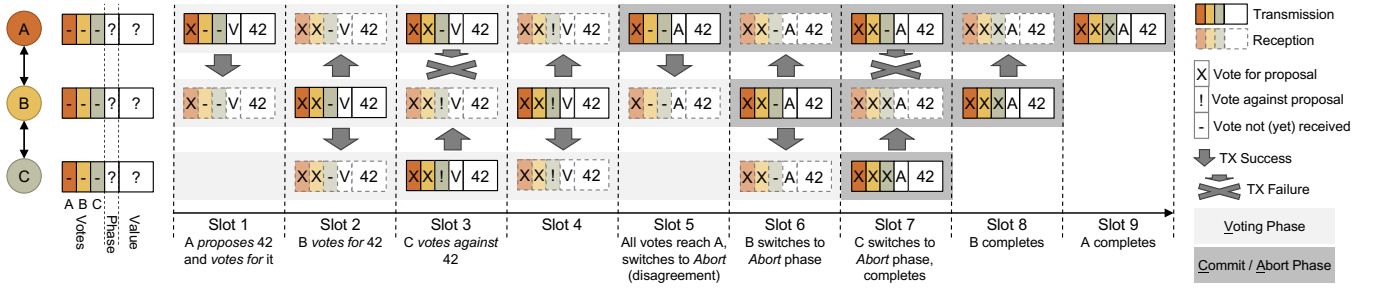 A - - - ? ? X - - V 42 X X - V 42 X X - V 42 X X ! V 42 X - - A 42 X X - A 42 X X - A 42 X X X A 42 X X X A 42
Transmission
Reception
X Vote for proposal
! Vote against proposal
- Vote not (yet) received
B - - - ? ? X - - V 42 X X - V 42 X X ! V 42 X X ! V 42 X - - A 42 X X - A 42 X X X A 42 X X X A 42
TX Success
TX Failure
C - - - ? ? X X - V 42 X X ! V 42 X X ! V 42 X X - A 42 X X X A 42
A B C
Votes
Phase
Value
Slot 1 Slot 2 Slot 3 Slot 4 Slot 5 Slot 6 Slot 7 Slot 8 Slot 9
A proposes 42
and votes for it
B votes for 42
C votes against
42
All votes reach A,
switches to Abort
(disagreement)
B switches to
Abort phase
C switches to
Abort phase,
completes
B completes
A completes
Voting Phase
Commit / Abort Phase